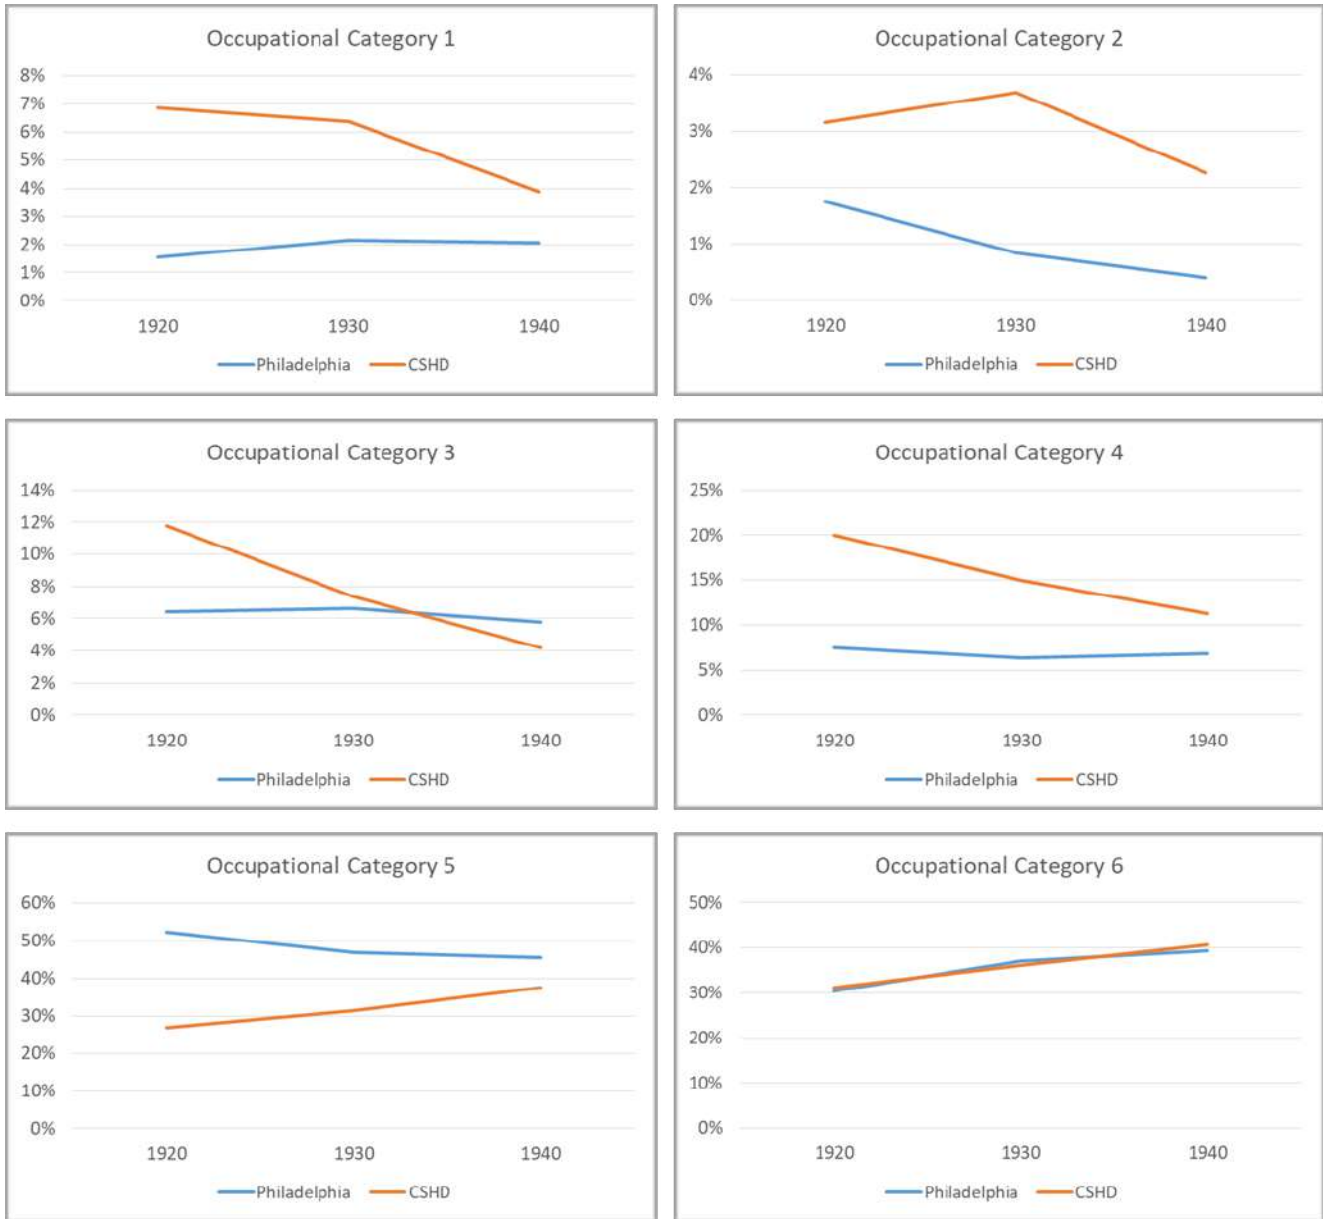 Occupational Category 1
8%
7%
6%
5%
4%
3%
2%
1%
0%
1920 1930 1940
Philadelphia CSHD
Occupational Category 2
4%
3%
2%
1%
0%
1920 1930 1940
Philadelphia CSHD
Occupational Category 3
14%
12%
10%
8%
6%
4%
2%
0%
1920 1930 1940
Philadelphia CSHD
Occupational Category 4
25%
20%
15%
10%
5%
0%
1920 1930 1940
Philadelphia CSHD
Occupational Category 5
60%
50%
40%
30%
20%
10%
0%
1920 1930 1940
Philadelphia CSHD
Occupational Category 6
50%
40%
30%
20%
10%
0%
1920 1930 1940
Philadelphia CSHD